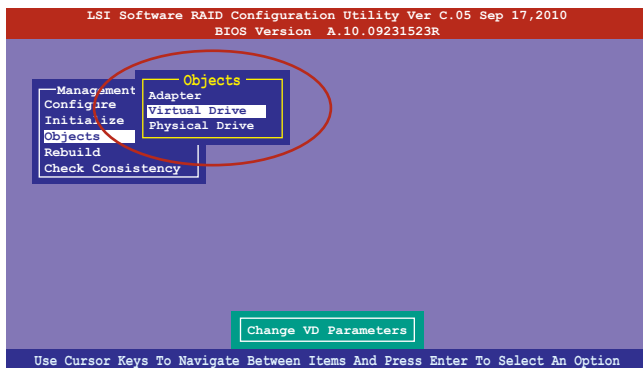 LSI Software RAID Configuration Utility Ver C.05 Sep 17,2010
BIOS Version A.10.09231523R
Management
Configure
Initialize
Objects
Rebuild
Check Consistency
Objects
Adapter
Virtual Drive
Physical Drive
Change VD Parameters
Use Cursor Keys To Navigate Between Items And Press Enter To Select An Option